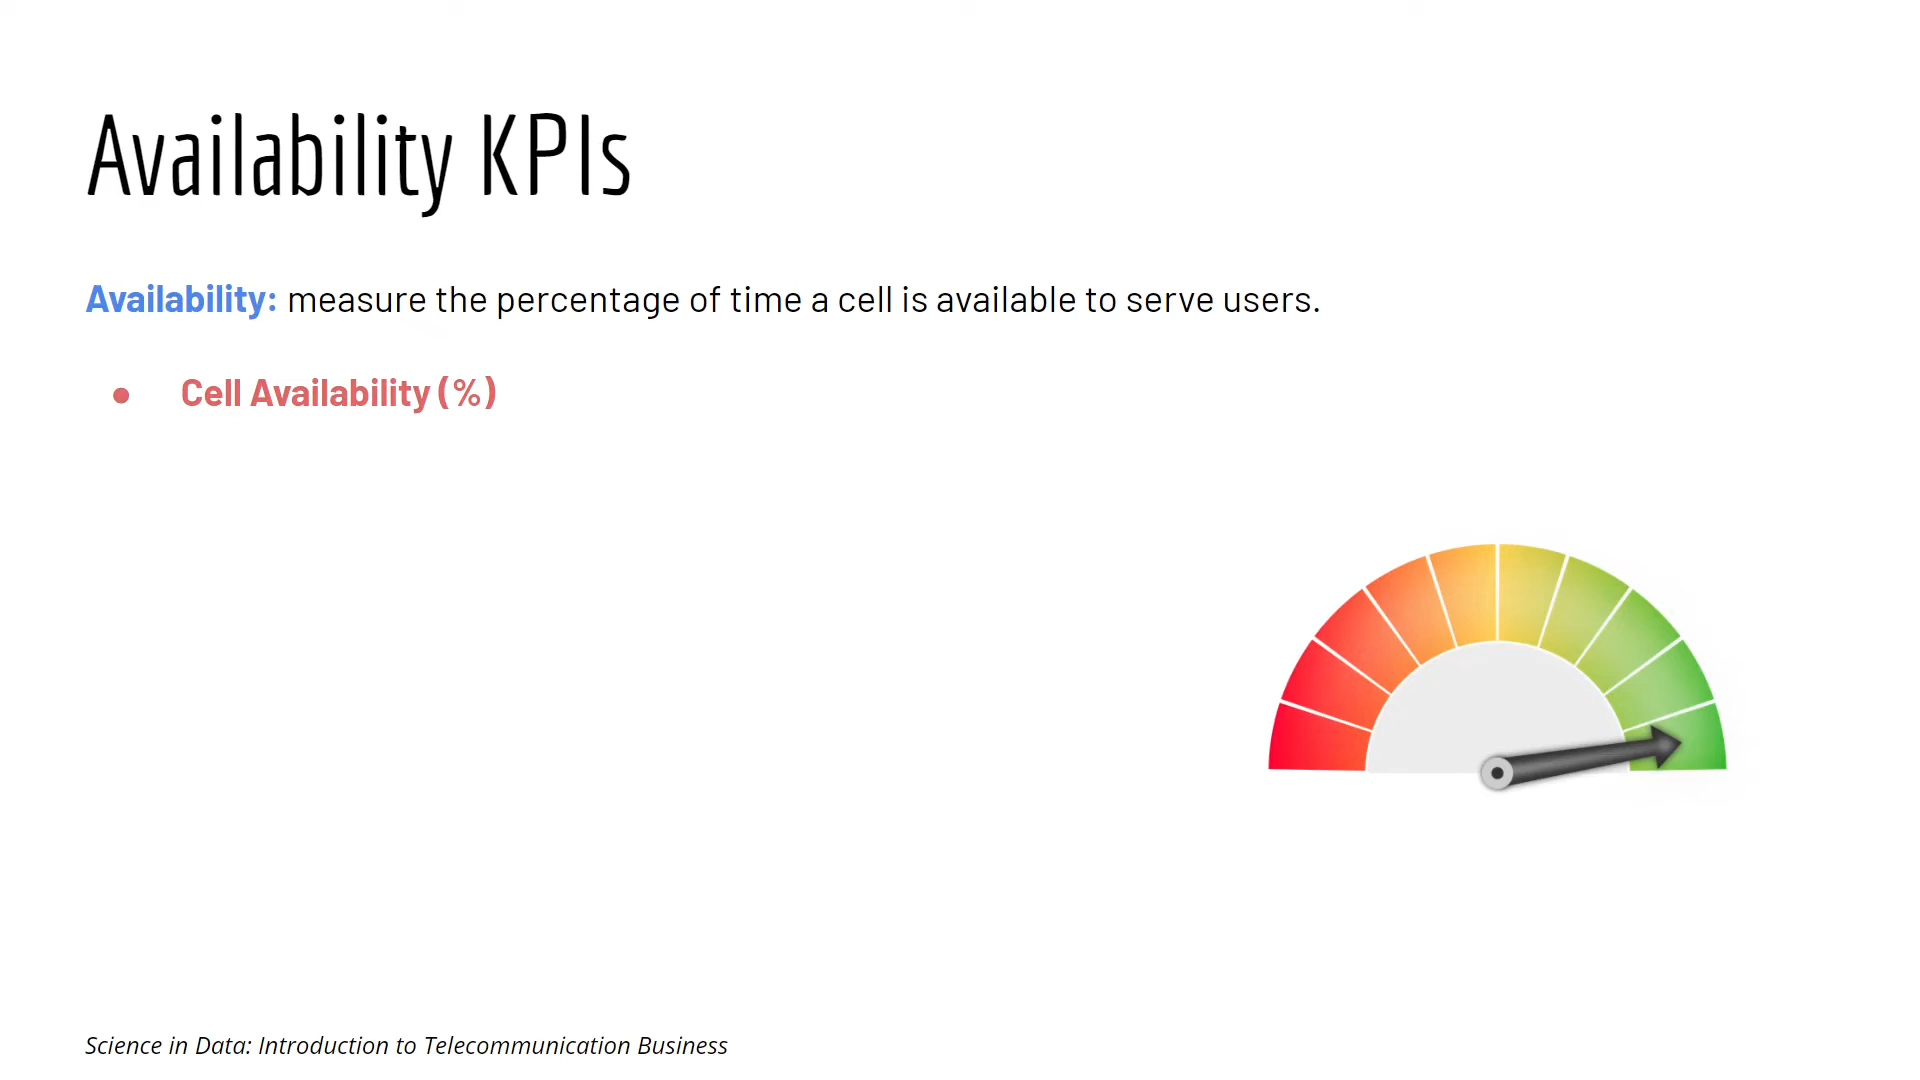 Availability KPIs
Availability: measure the percentage of time a cell is available to serve users.
● Cell Availability (%)
Science in Data: Introduction to Telecommunication Business